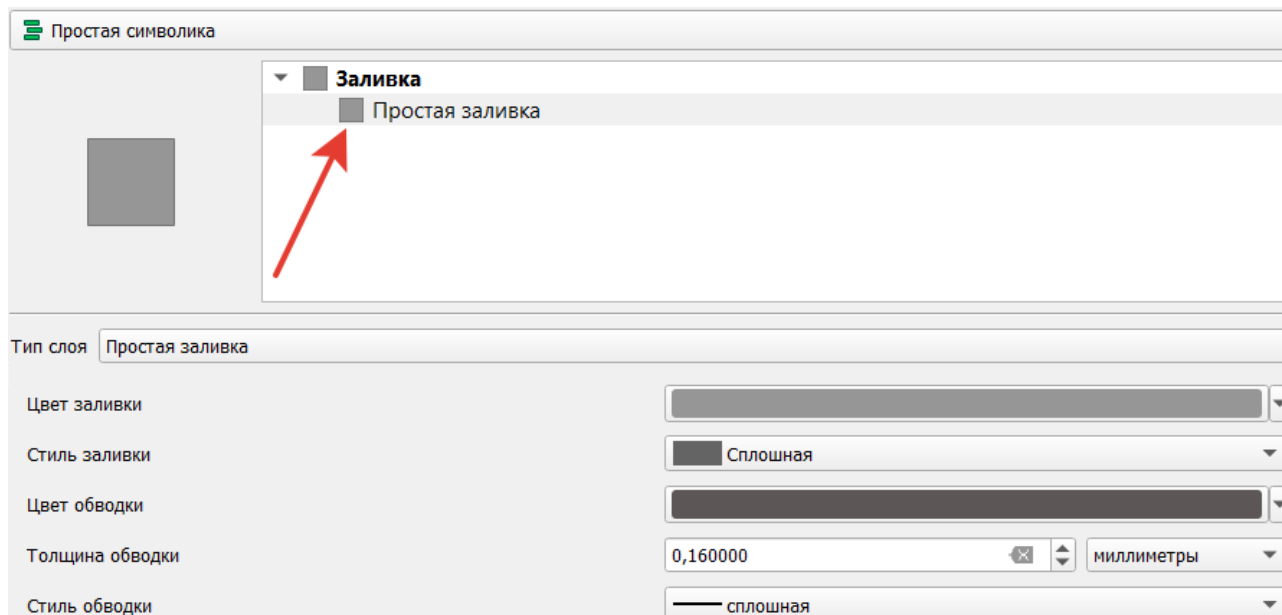 Простая символика
Заливка
Простая заливка
Тип слоя Простая заливка
Цвет заливки
Стиль заливки Сплошная
Цвет обводки
Толщина обводки 0,160000 миллиметры
Стиль обводки сплошная